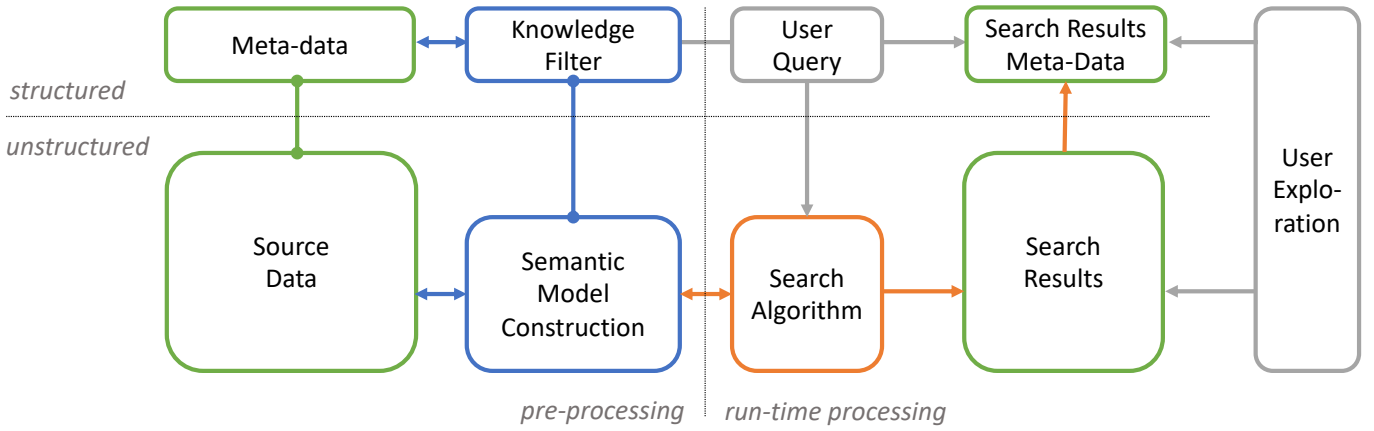 Meta-data
Knowledge
Filter
User
Query
Search Results
Meta-Data
structured
unstructured
Source
Data
Semantic
Model
Construction
Search
Algorithm
Search
Results
User
Explo-
ration
pre-processing
run-time processing